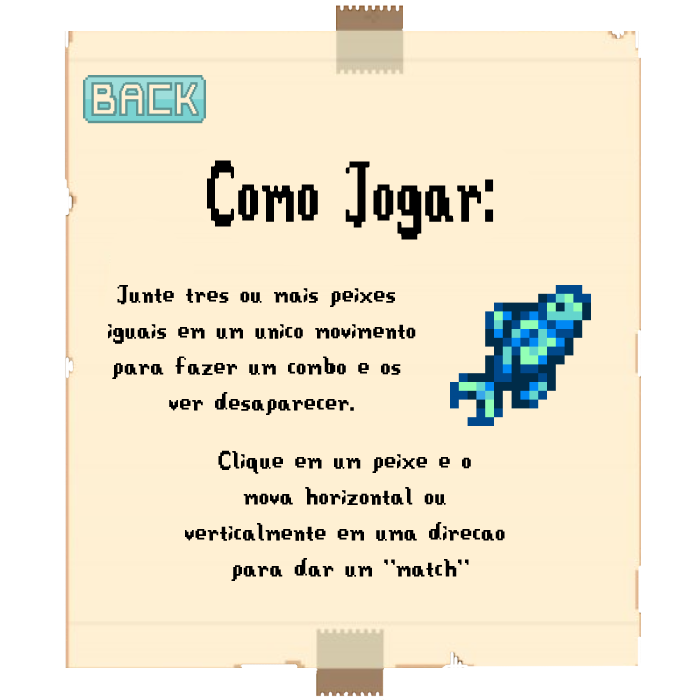 BACK
Como Jogar:
Junte tres ou mais peixes
iguais em um unico movimento
para fazer um combo e os
ver desaparecer.
Clique em um peixe e o
mova horizontal ou
verticalmente em uma direcao
para dar um "match"